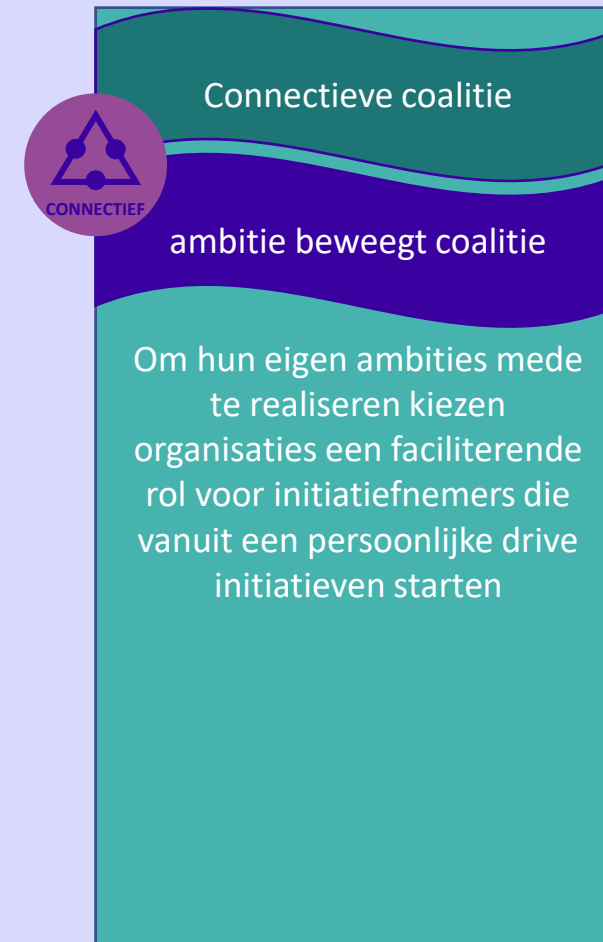 Connectieve coalitie
CONNECTIEF
ambitie beweegt coalitie
Om hun eigen ambities mede
te realiseren kiezen
organisaties een faciliterende
rol voor initiatiefnemers die
vanuit een persoonlijke drive
initiatieven starten